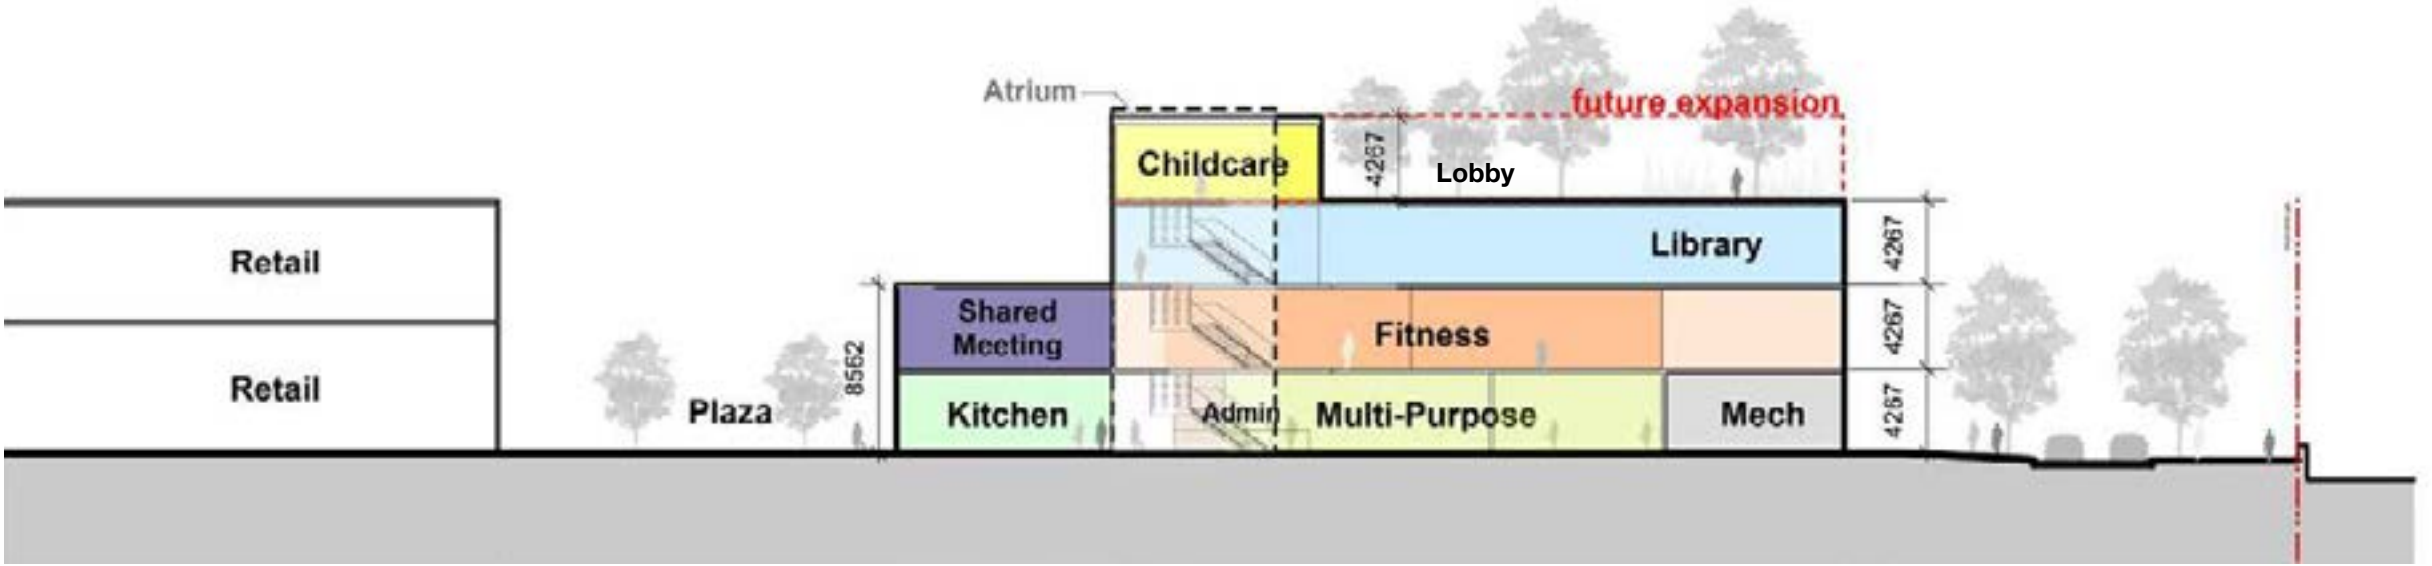 Atrium
future expansion
Childcare
4267
Lobby
Retail
Library
4267
Shared
Meeting
Fitness
4267
8562
Retail
Plaza
Kitchen
Admin
Multi-Purpose
Mech
4267